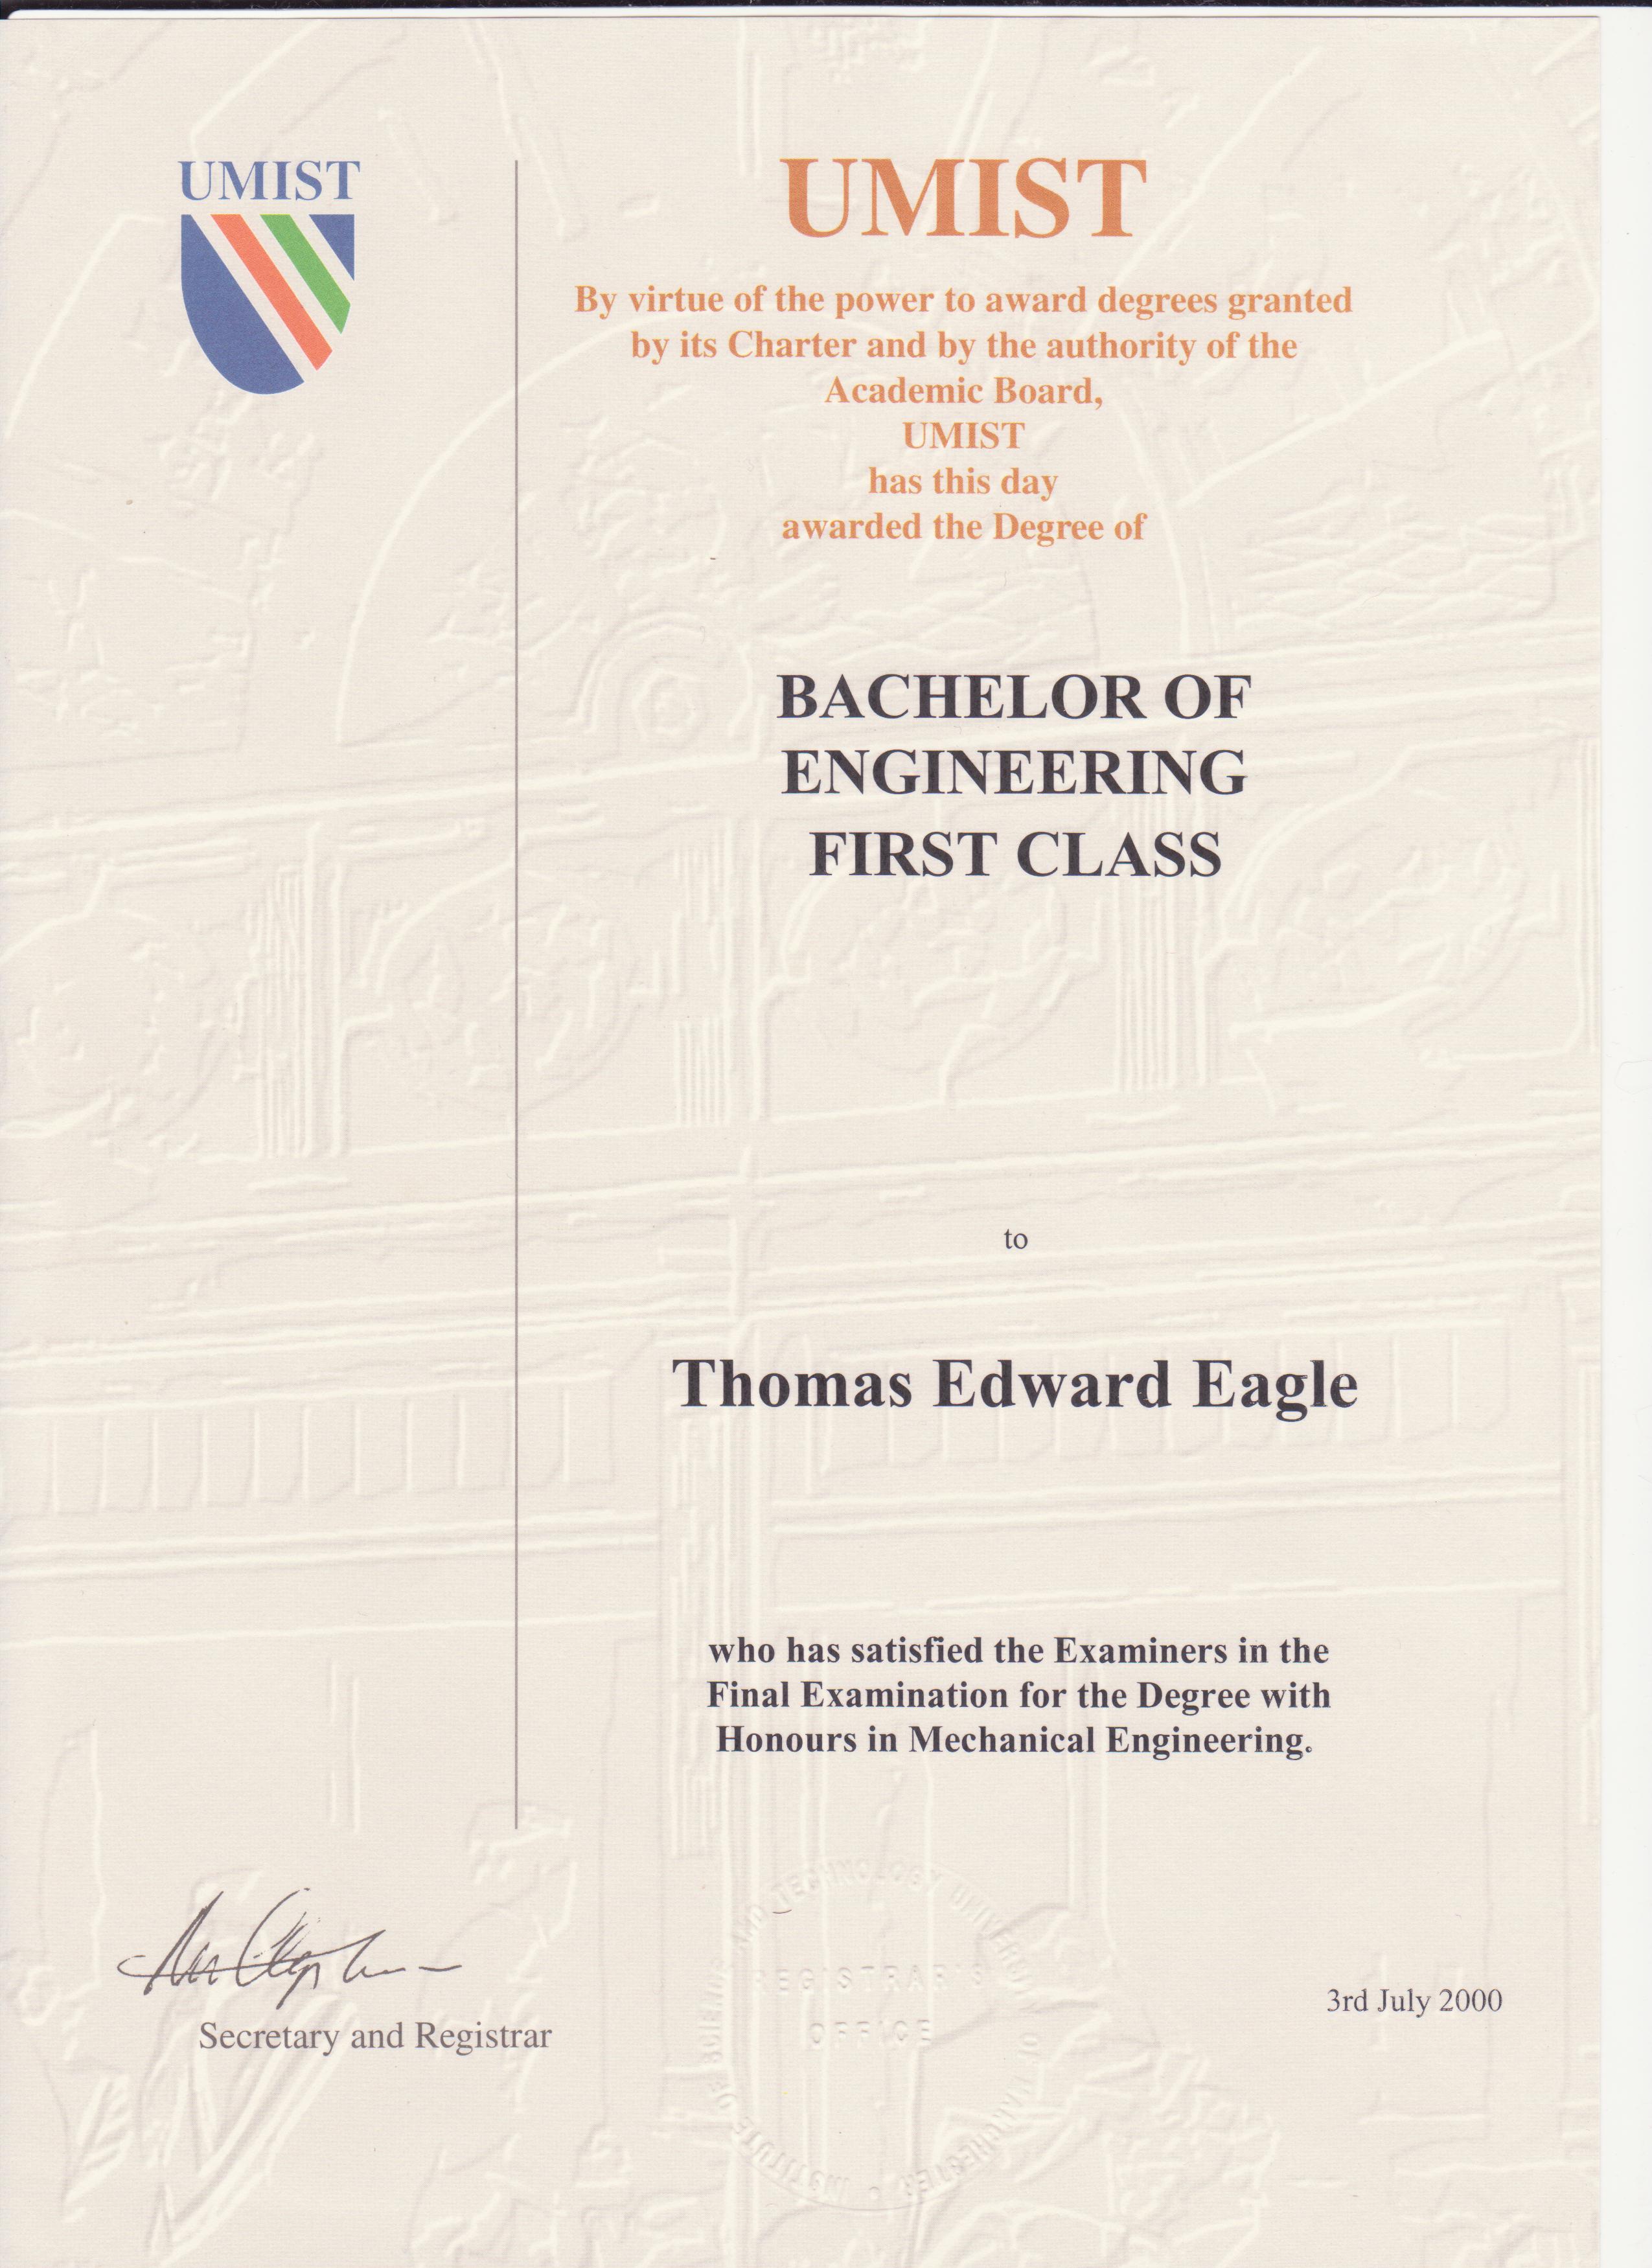 UMIST
UMIST
By virtue of the power to award degrees granted
by its Charter and by the authority of the
Academic Board,
UMIST
has this day
awarded the Degree of
BACHELOR OF
ENGINEERING
FIRST CLASS
to
Thomas Edward Eagle
who has satisfied the Examiners in the
Final Examination for the Degree with
Honours in Mechanical Engineering.
Secretary and Registrar
3rd July 2000
INSTITUTE OF SCIENCE AND TECHNOLOGY UNIVERSITY OF MANCHESTER
REGISTRAR'S
OFFICE